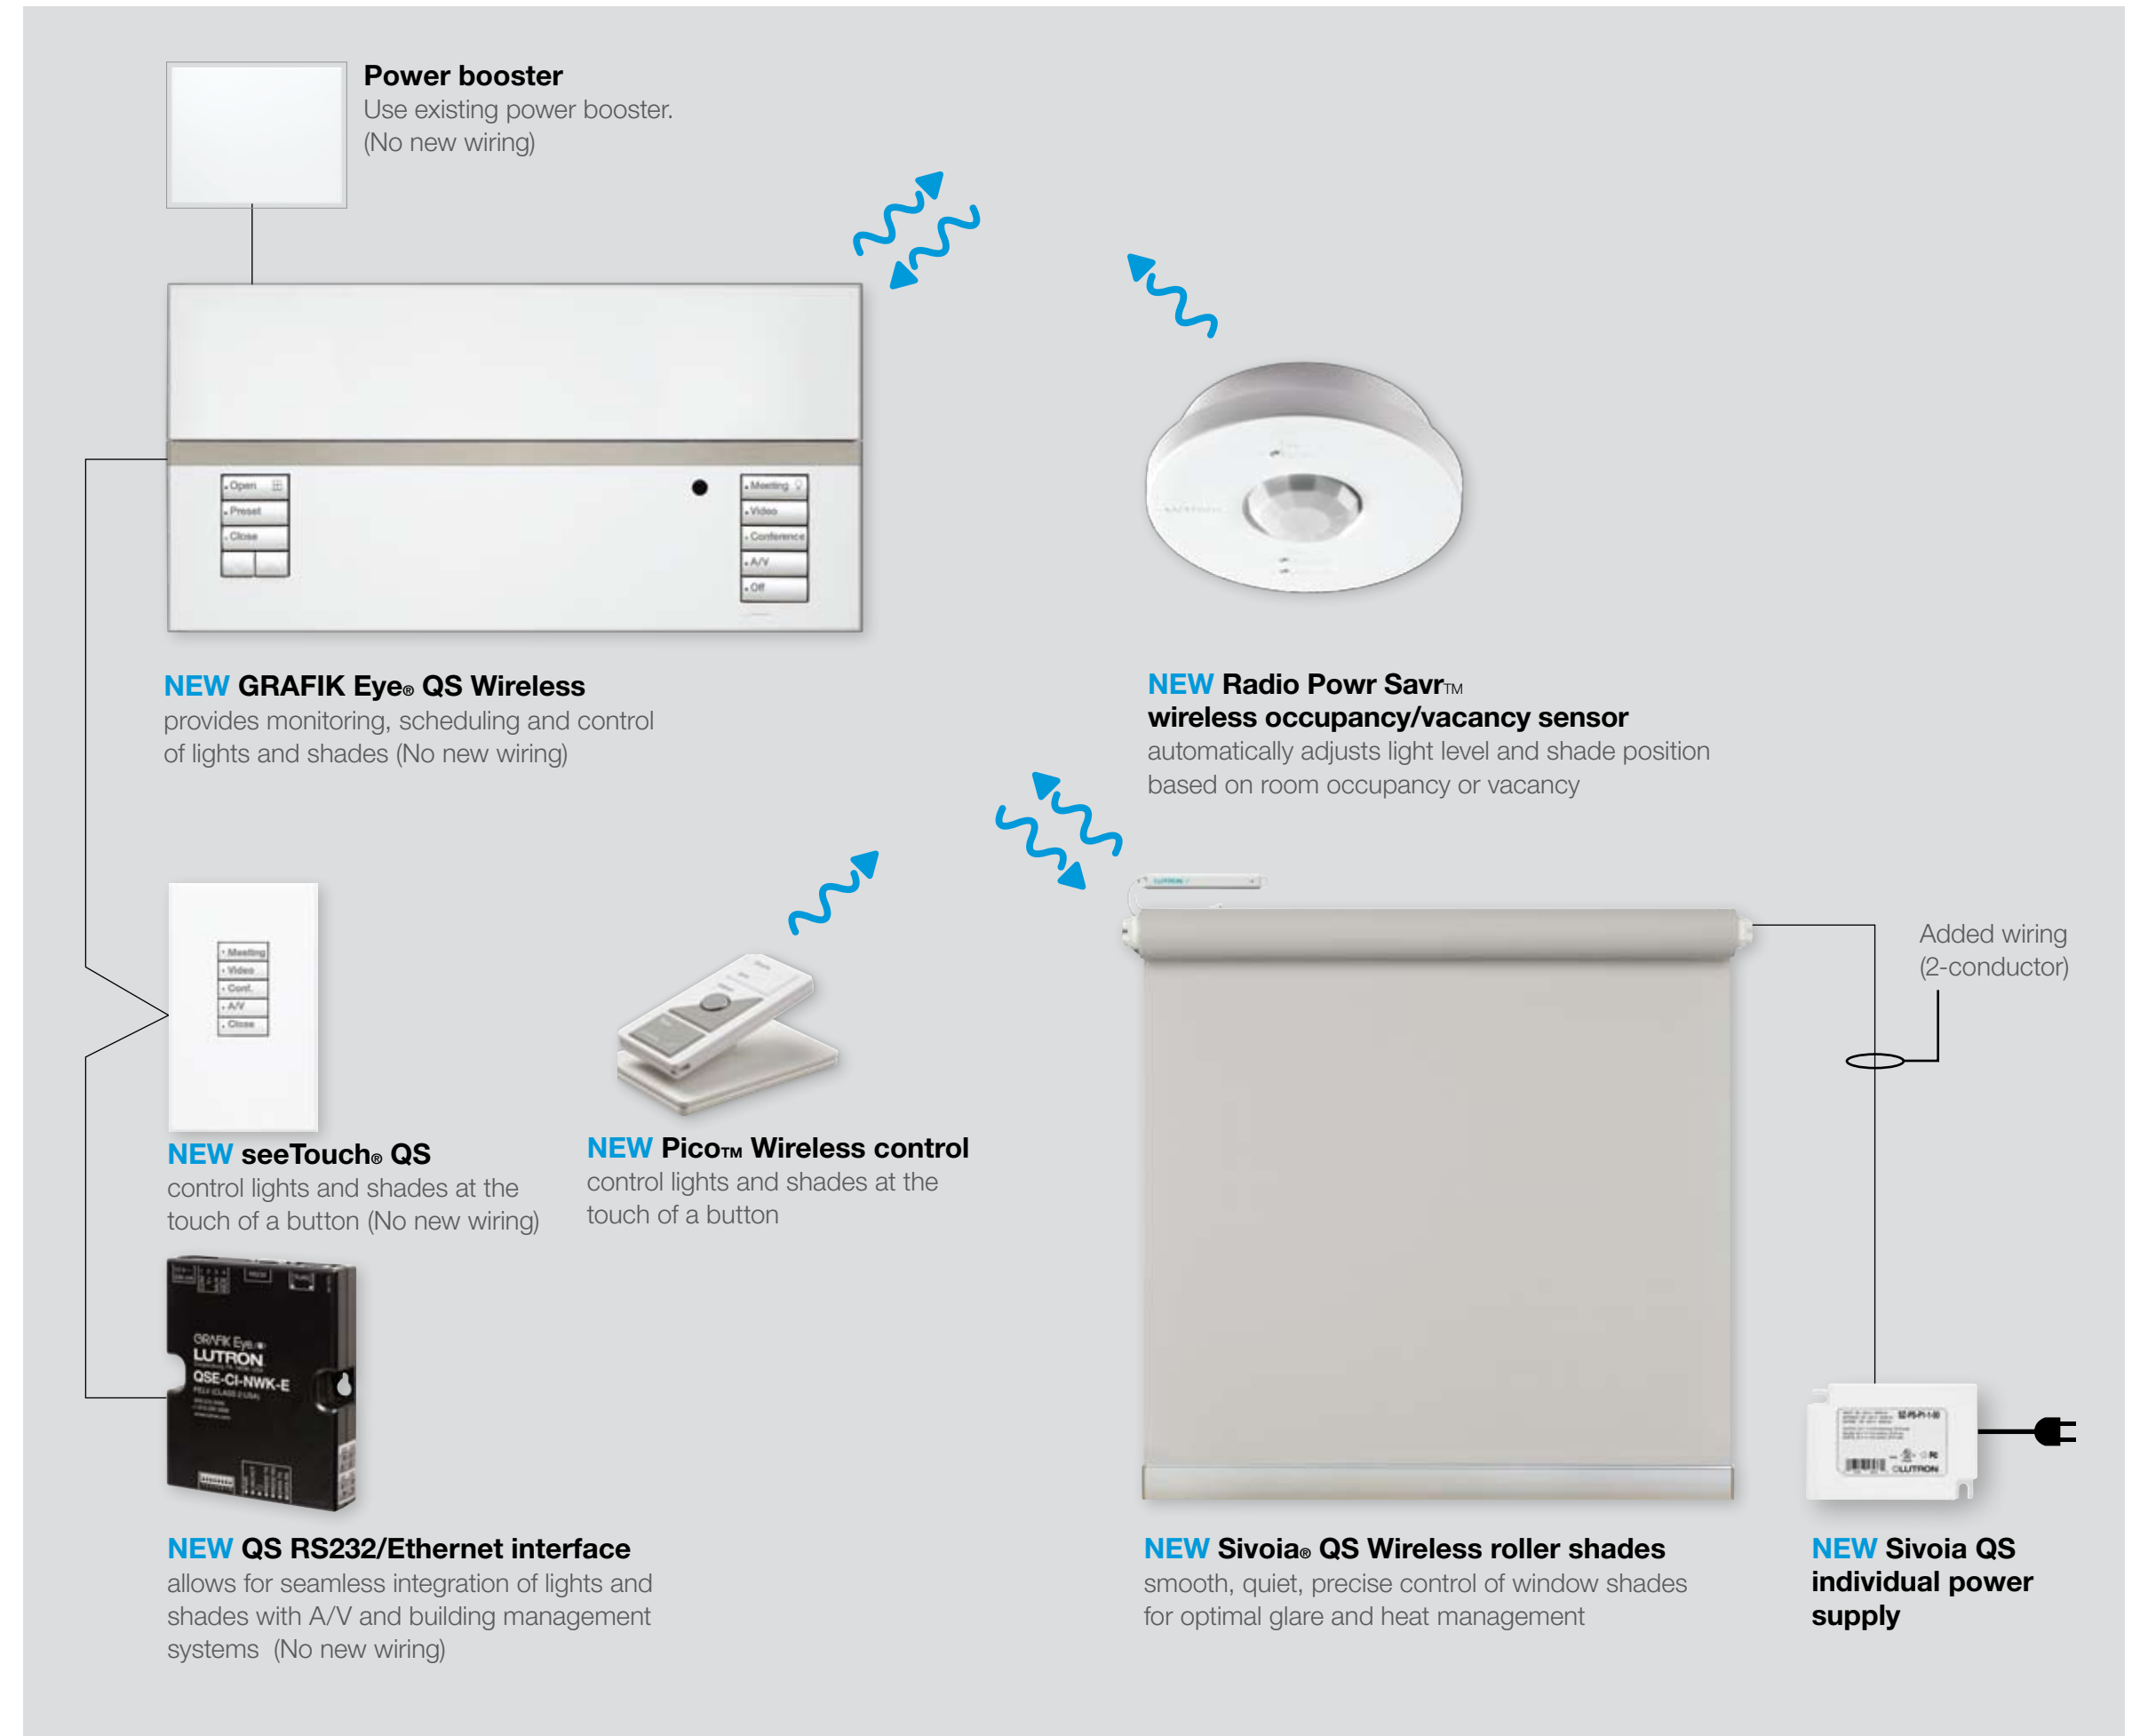 Power booster
Use existing power booster.
(No new wiring)
Open
Preset
Close
Meeting
Video
Conference
A/V
Off
NEW GRAFIK Eye® QS Wireless
provides monitoring, scheduling and control
of lights and shades (No new wiring)
NEW Radio Powr Savr™
wireless occupancy/vacancy sensor
automatically adjusts light level and shade position
based on room occupancy or vacancy
LUTRON
Added wiring
(2-conductor)
Meeting
Video
Cont.
A/V
Close
NEW seeTouch® QS
control lights and shades at the
touch of a button (No new wiring)
NEW Pico™ Wireless control
control lights and shades at the
touch of a button
GRAFIK Eye
LUTRON
QSE-CI-NWK-E
PELV (CLASS 2 USA)
LUTRON
NEW QS RS232/Ethernet interface
allows for seamless integration of lights and
shades with A/V and building management
systems (No new wiring)
NEW Sivoia® QS Wireless roller shades
smooth, quiet, precise control of window shades
for optimal glare and heat management
NEW Sivoia QS
individual power
supply